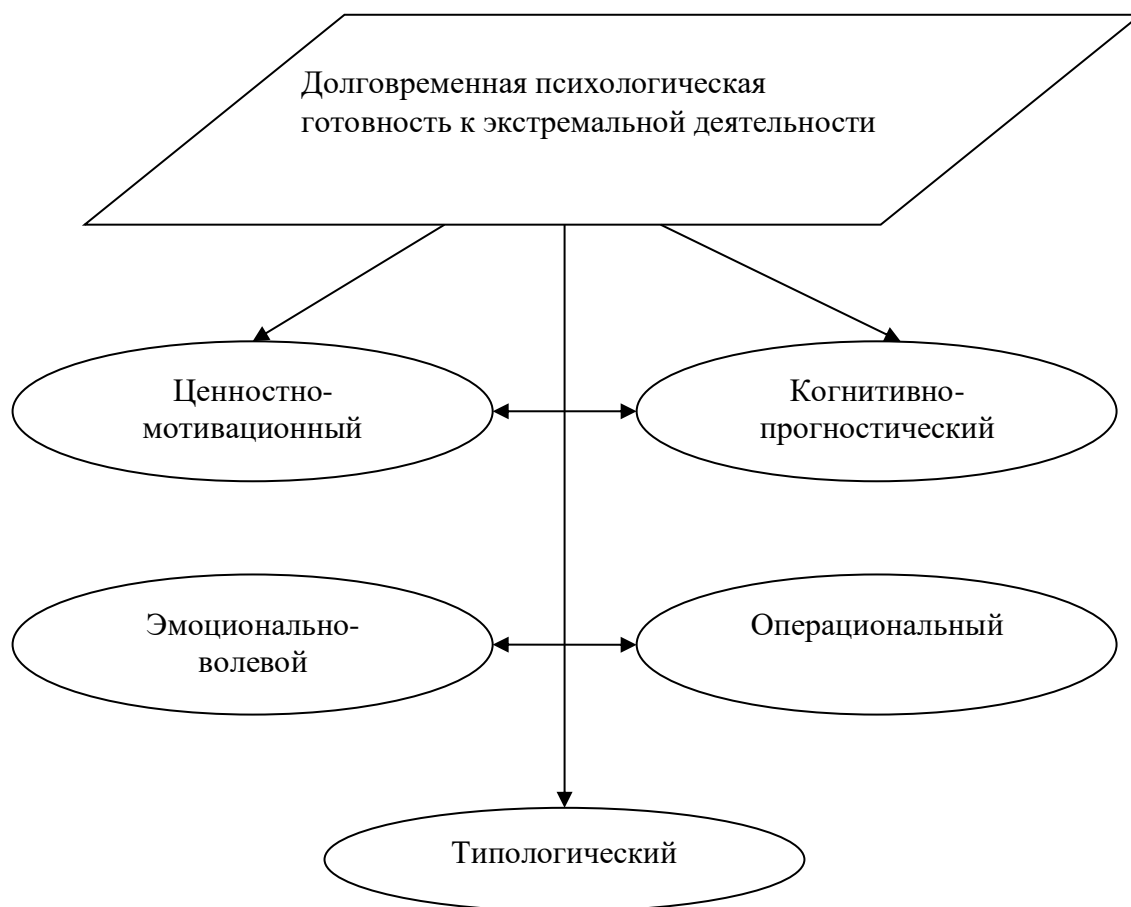 Долговременная психологическая
готовность к экстремальной деятельности
Ценностно-
мотивационный
Когнитивно-
прогностический
Эмоционально-
волевой
Операциональный
Типологический